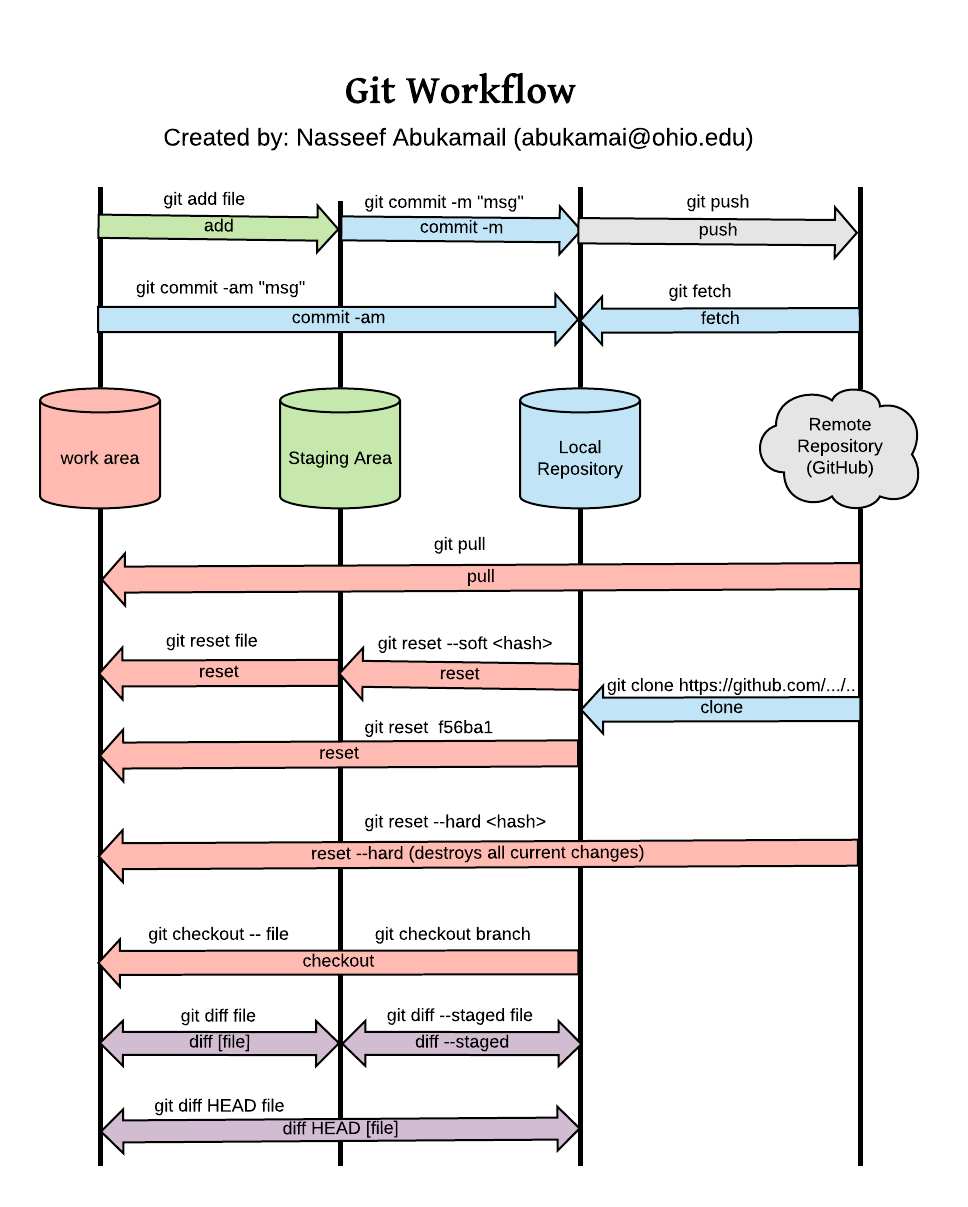 Git Workflow
Created by: Nasseef Abukamail (abukamai@ohio.edu)
git add file
git commit -m "msg"
git push
add
commit -m
push
git commit -am "msg"
git fetch
commit -am
fetch
work area
Staging Area
Local
Repository
Remote
Repository
(GitHub)
git pull
pull
git reset file
git reset --soft <hash>
reset
reset
git clone https://github.com/.../..
clone
git reset  f56ba1
reset
git reset --hard <hash>
reset --hard (destroys all current changes)
git checkout -- file
git checkout branch
checkout
git diff file
git diff --staged file
diff [file]
diff --staged
git diff HEAD file
diff HEAD [file]